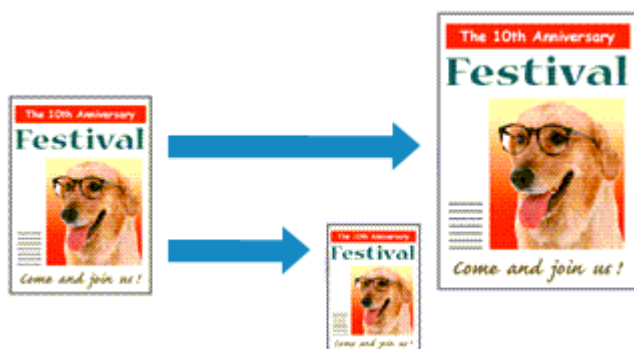 The 10th Anniversary
Festival
Come and join us!
The 10th Anniversary
Festival
Come and join us!
The 10th Anniversary
Festival
Come and join us!